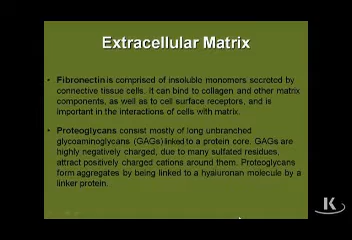 Extracellular Matrix
• Fibronectin is comprised of insoluble monomers secreted by
connective tissue cells. It can bind to collagen and other matrix
components, as well as to cell surface receptors, and is
important in the interactions of cells with matrix.
• Proteoglycans consist mostly of long unbranched
glycoaminoglycans (GAGs) linked to a protein core. GAGs are
highly negatively charged, due to many sulfated residues,
attract positively charged cations around them. Proteoglycans
form aggregates by being linked to a hyaluronan molecule by a
linker protein.
K